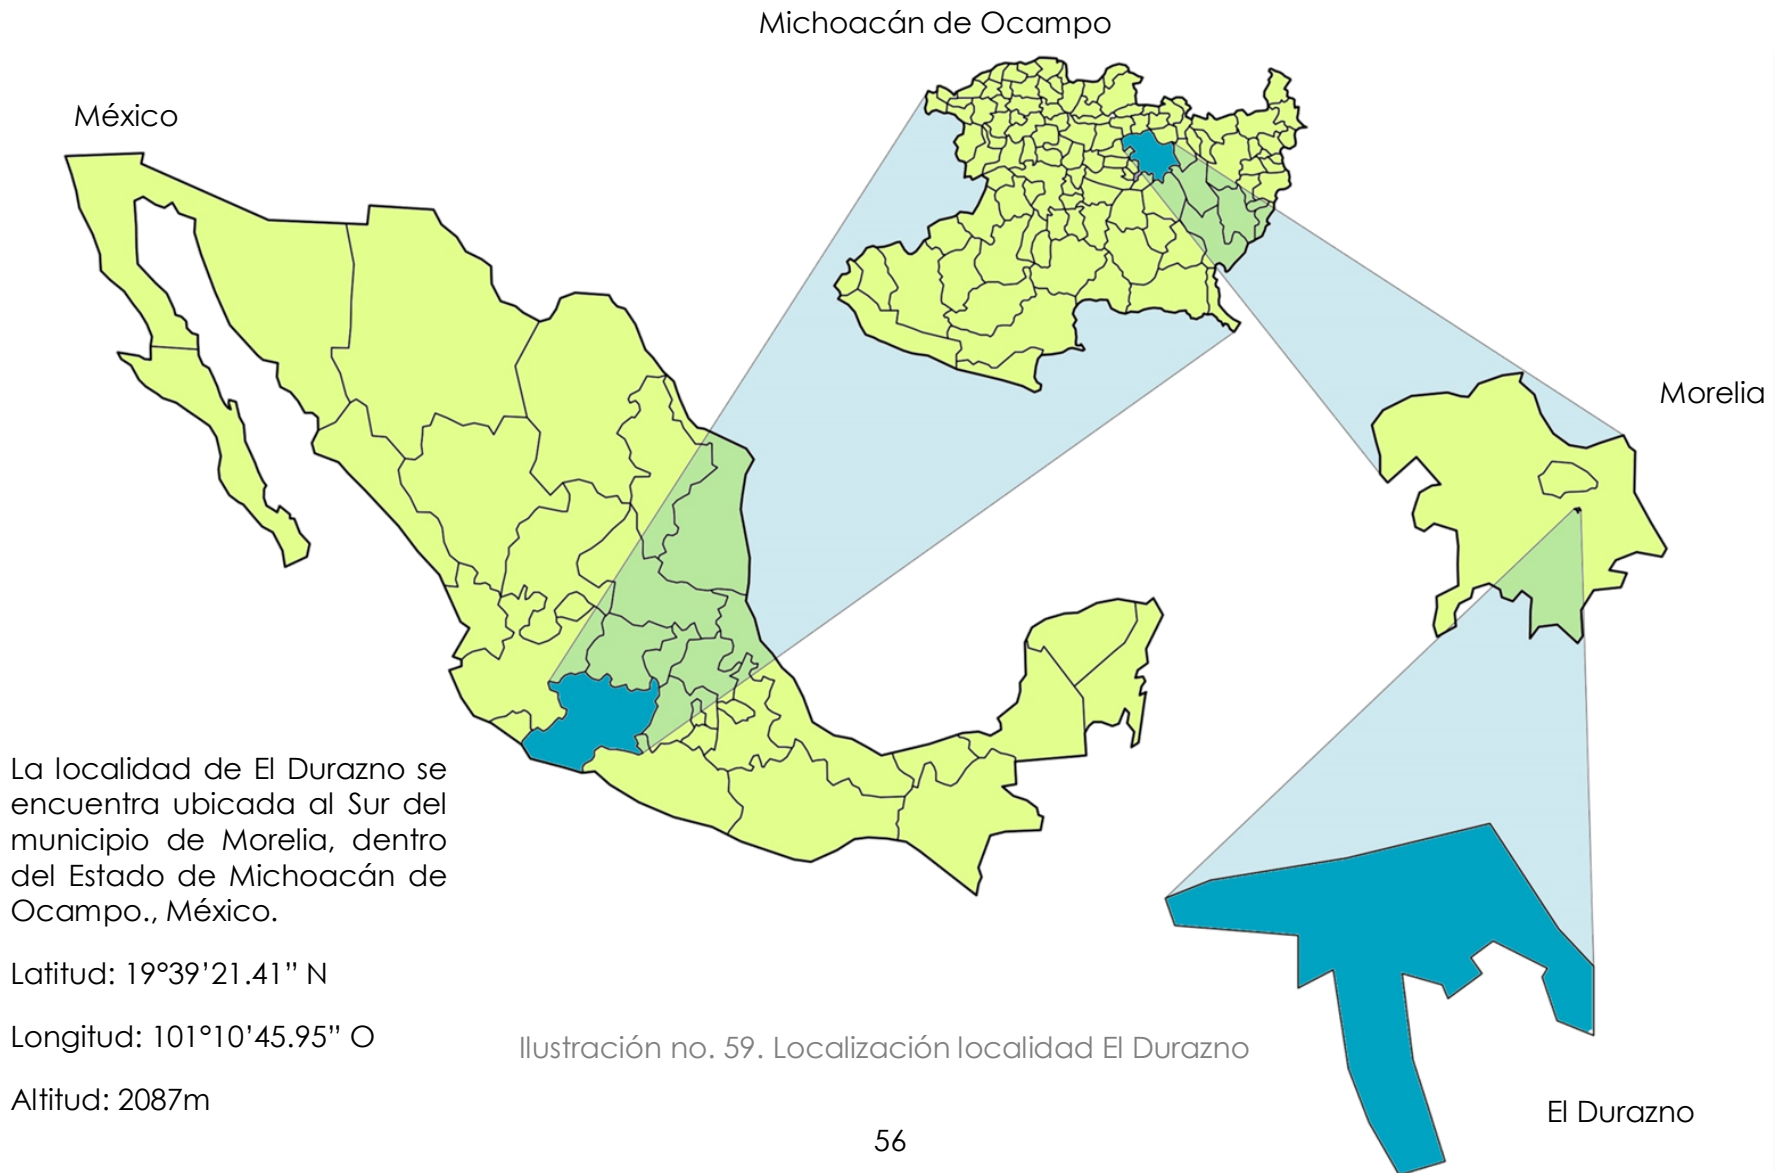 Michoacán de Ocampo
México
Morelia
La localidad de El Durazno se
encuentra ubicada al Sur del
municipio de Morelia, dentro
del Estado de Michoacán de
Ocampo., México.
Latitud: 19°39’21.41” N
Longitud: 101°10’45.95” O
Altitud: 2087m
Ilustración no. 59. Localización localidad El Durazno
El Durazno
56